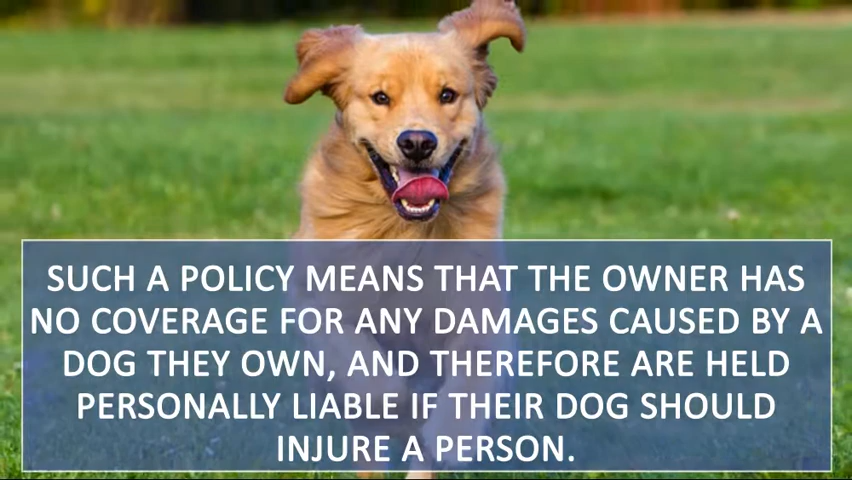 SUCH A POLICY MEANS THAT THE OWNER HAS
NO COVERAGE FOR ANY DAMAGES CAUSED BY A
DOG THEY OWN, AND THEREFORE ARE HELD
PERSONALLY LIABLE IF THEIR DOG SHOULD
INJURE A PERSON.